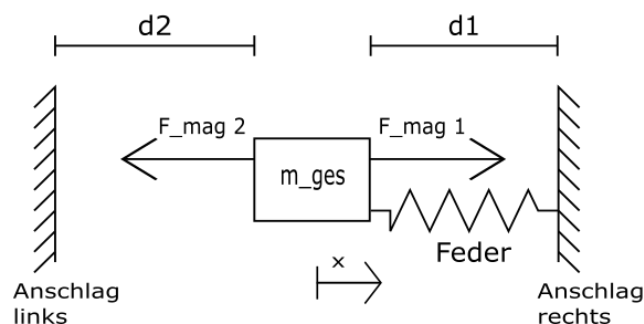 d2
d1
F_mag 2
F_mag 1
m_ges
Feder
x
Anschlag
links
Anschlag
rechts